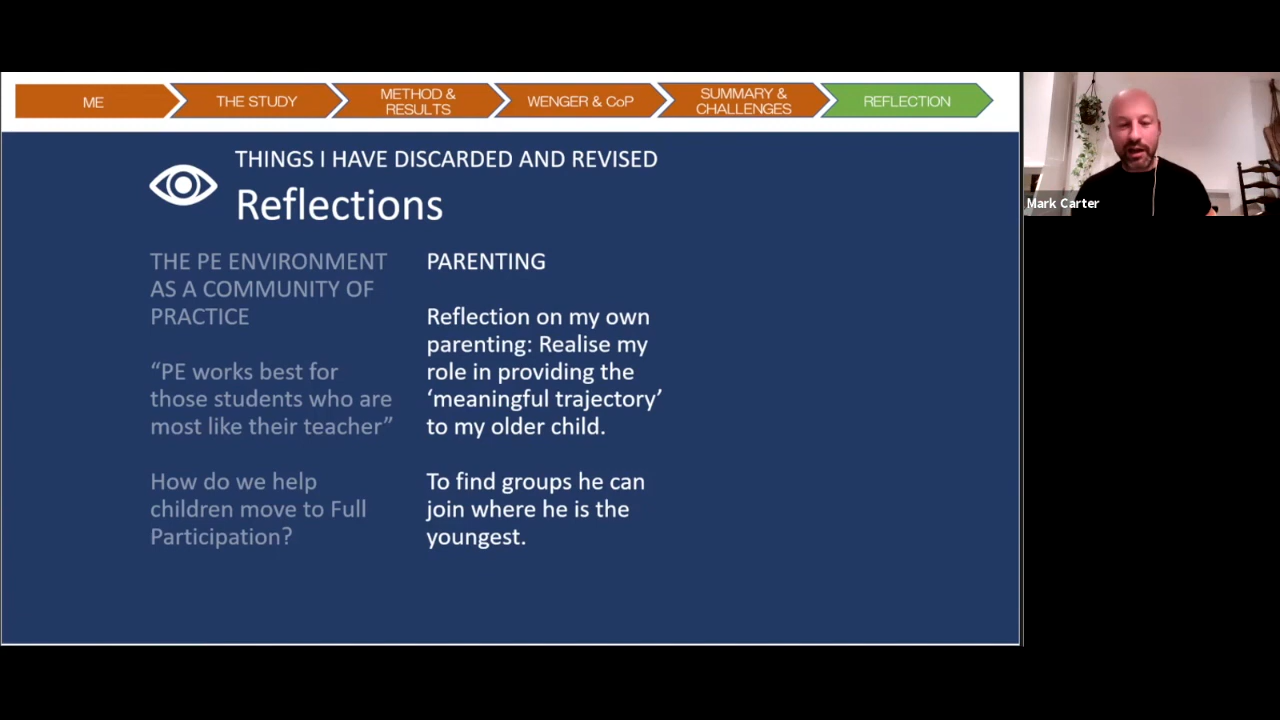 ME
THE STUDY
METHOD &
RESULTS
WENGER & CoP
SUMMARY &
CHALLENGES
REFLECTION
THINGS I HAVE DISCARDED AND REVISED
Reflections
THE PE ENVIRONMENT
AS A COMMUNITY OF
PRACTICE
“PE works best for
those students who are
most like their teacher”
How do we help
children move to Full
Participation?
PARENTING
Reflection on my own
parenting: Realise my
role in providing the
‘meaningful trajectory’
to my older child.
To find groups he can
join where he is the
youngest.
Mark Carter